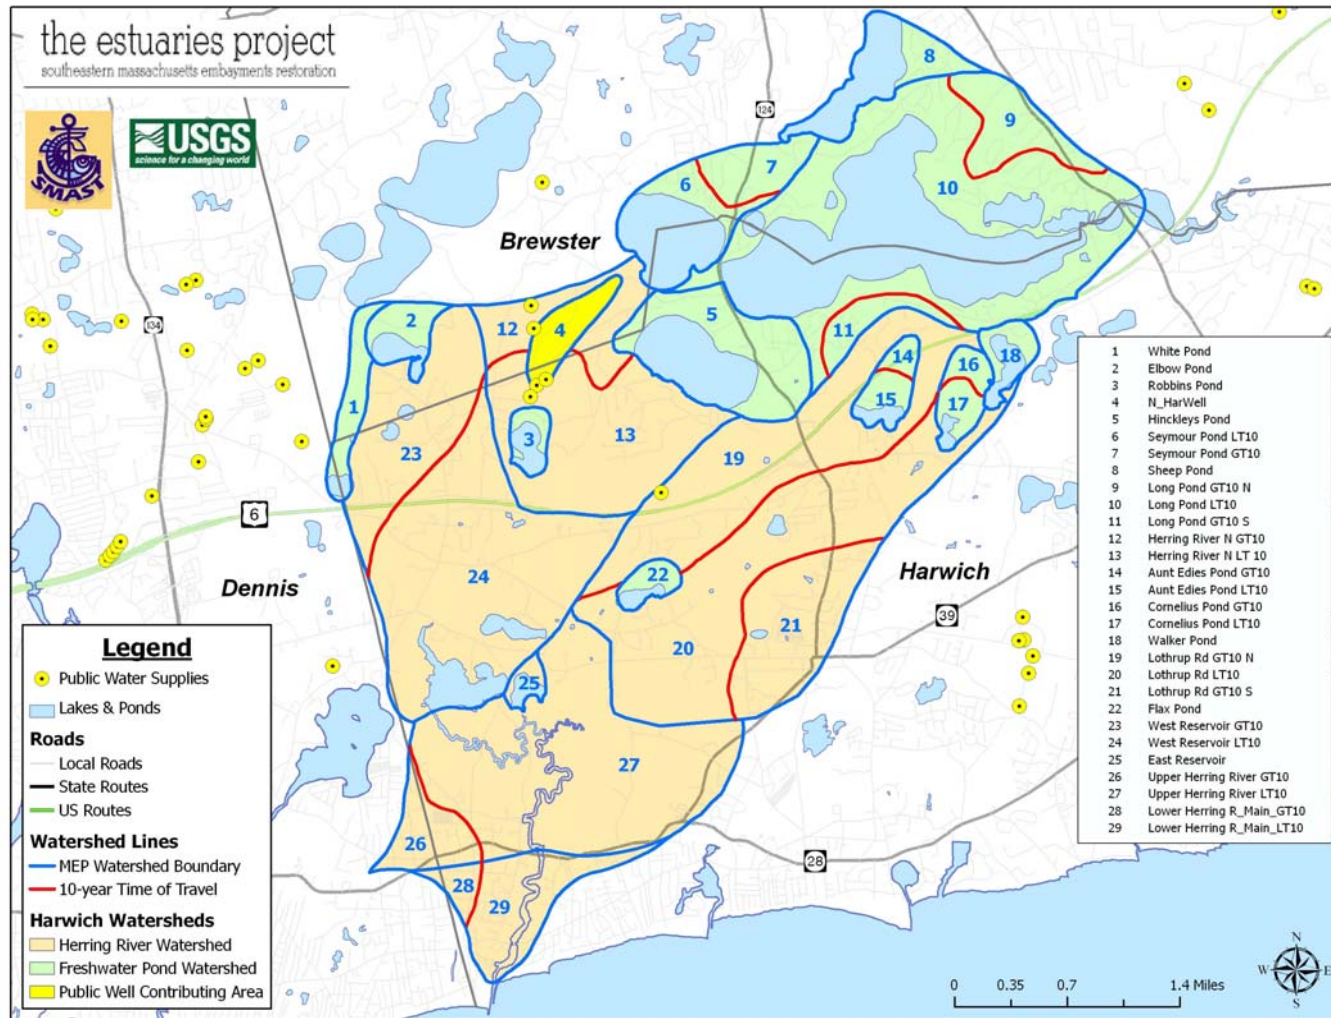 the estuaries project
southeastern massachusetts embayments restoration
SMAST
USGS
science for a changing world
124
8
9
7
6
10
Brewster
134
12
4
5
11
2
14
16
18
1
15
17
3
13
23
19
6
24
22
Harwich
Dennis
39
20
21
25
27
26
28
28
29
Legend
Public Water Supplies
Lakes & Ponds
Roads
Local Roads
State Routes
US Routes
Watershed Lines
MEP Watershed Boundary
10-year Time of Travel
Harwich Watersheds
Herring River Watershed
Freshwater Pond Watershed
Public Well Contributing Area
1 White Pond
2 Elbow Pond
3 Robbins Pond
4 N_HarWell
5 Hinckleys Pond
6 Seymour Pond LT10
7 Seymour Pond GT10
8 Sheep Pond
9 Long Pond GT10 N
10 Long Pond LT10
11 Long Pond GT10 S
12 Herring River N GT10
13 Herring River N LT 10
14 Aunt Edies Pond GT10
15 Aunt Edies Pond LT10
16 Cornelius Pond GT10
17 Cornelius Pond LT10
18 Walker Pond
19 Lothrup Rd GT10 N
20 Lothrup Rd LT10
21 Lothrup Rd GT10 S
22 Flax Pond
23 West Reservoir GT10
24 West Reservoir LT10
25 East Reservoir
26 Upper Herring River GT10
27 Upper Herring River LT10
28 Lower Herring R_Main_GT10
29 Lower Herring R_Main_LT10
N
W E
S
0 0.35 0.7 1.4 Miles